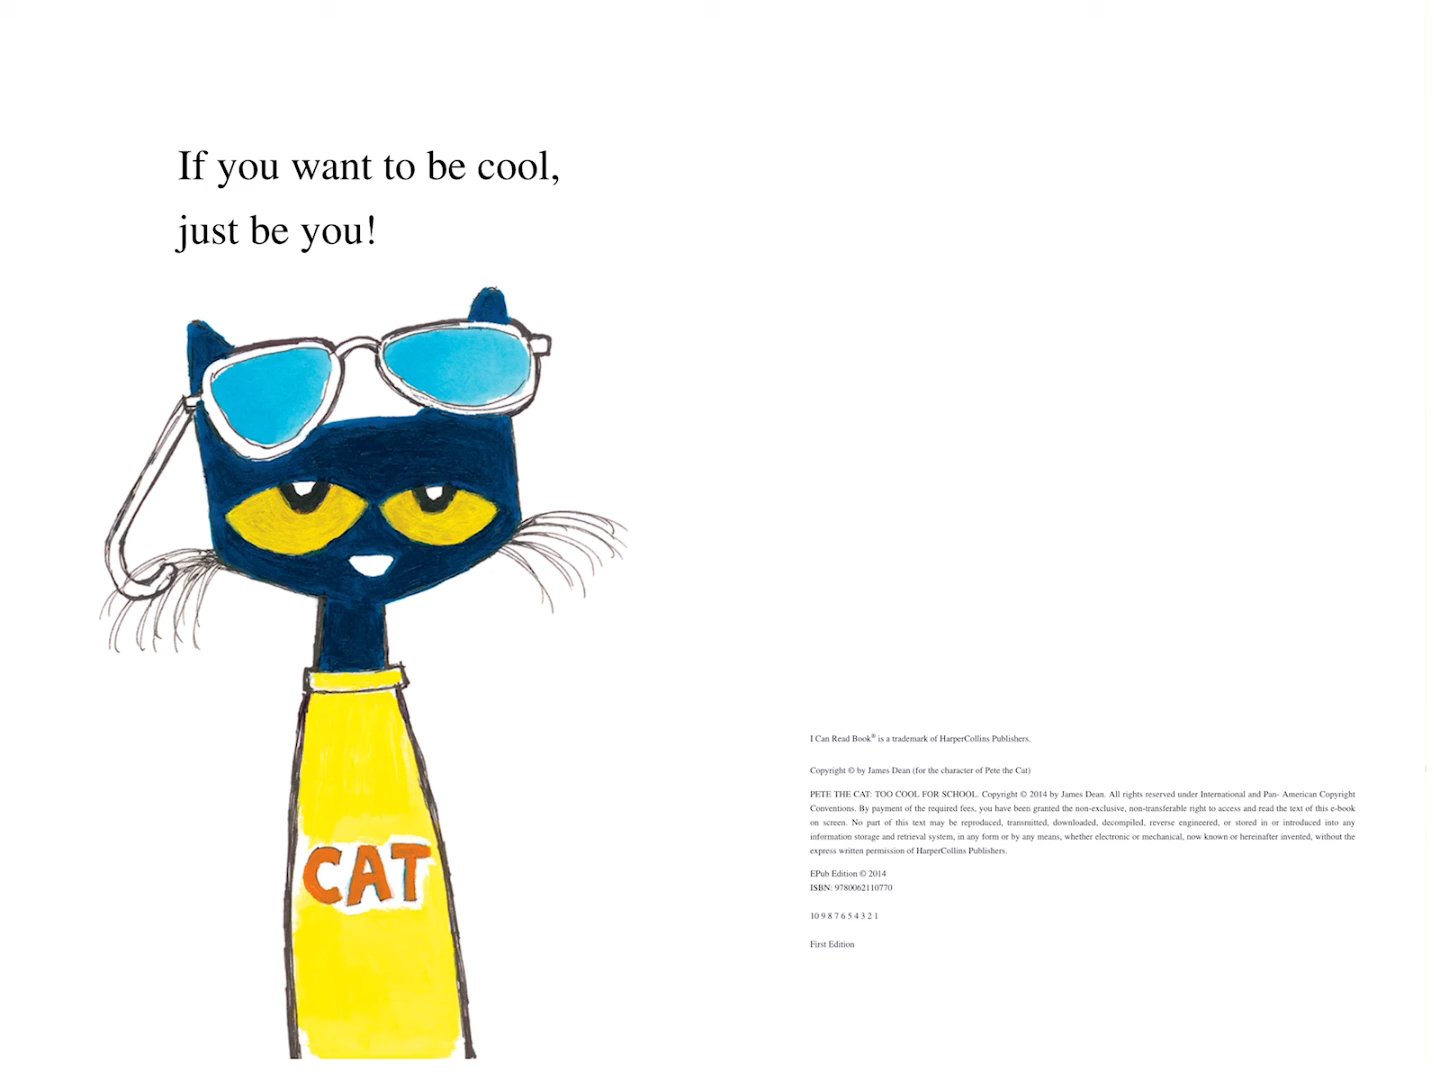 If you want to be cool,
just be you!
CAT
I Can Read Book® is a trademark of HarperCollins Publishers.
Copyright © by James Dean (for the character of Pete the Cat)
PETE THE CAT: TOO COOL FOR SCHOOL. Copyright © 2014 by James Dean. All rights reserved under International and Pan- American Copyright
Conventions. By payment of the required fees, you have been granted the non-exclusive, non-transferable right to access and read the text of this e-book
on screen. No part of this text may be reproduced, transmitted, downloaded, decompiled, reverse engineered, or stored in or introduced into any
information storage and retrieval system, in any form or by any means, whether electronic or mechanical, now known or hereinafter invented, without the
express written permission of HarperCollins Publishers.
EPub Edition © 2014
ISBN: 9780062110770
10 9 8 7 6 5 4 3 2 1
First Edition